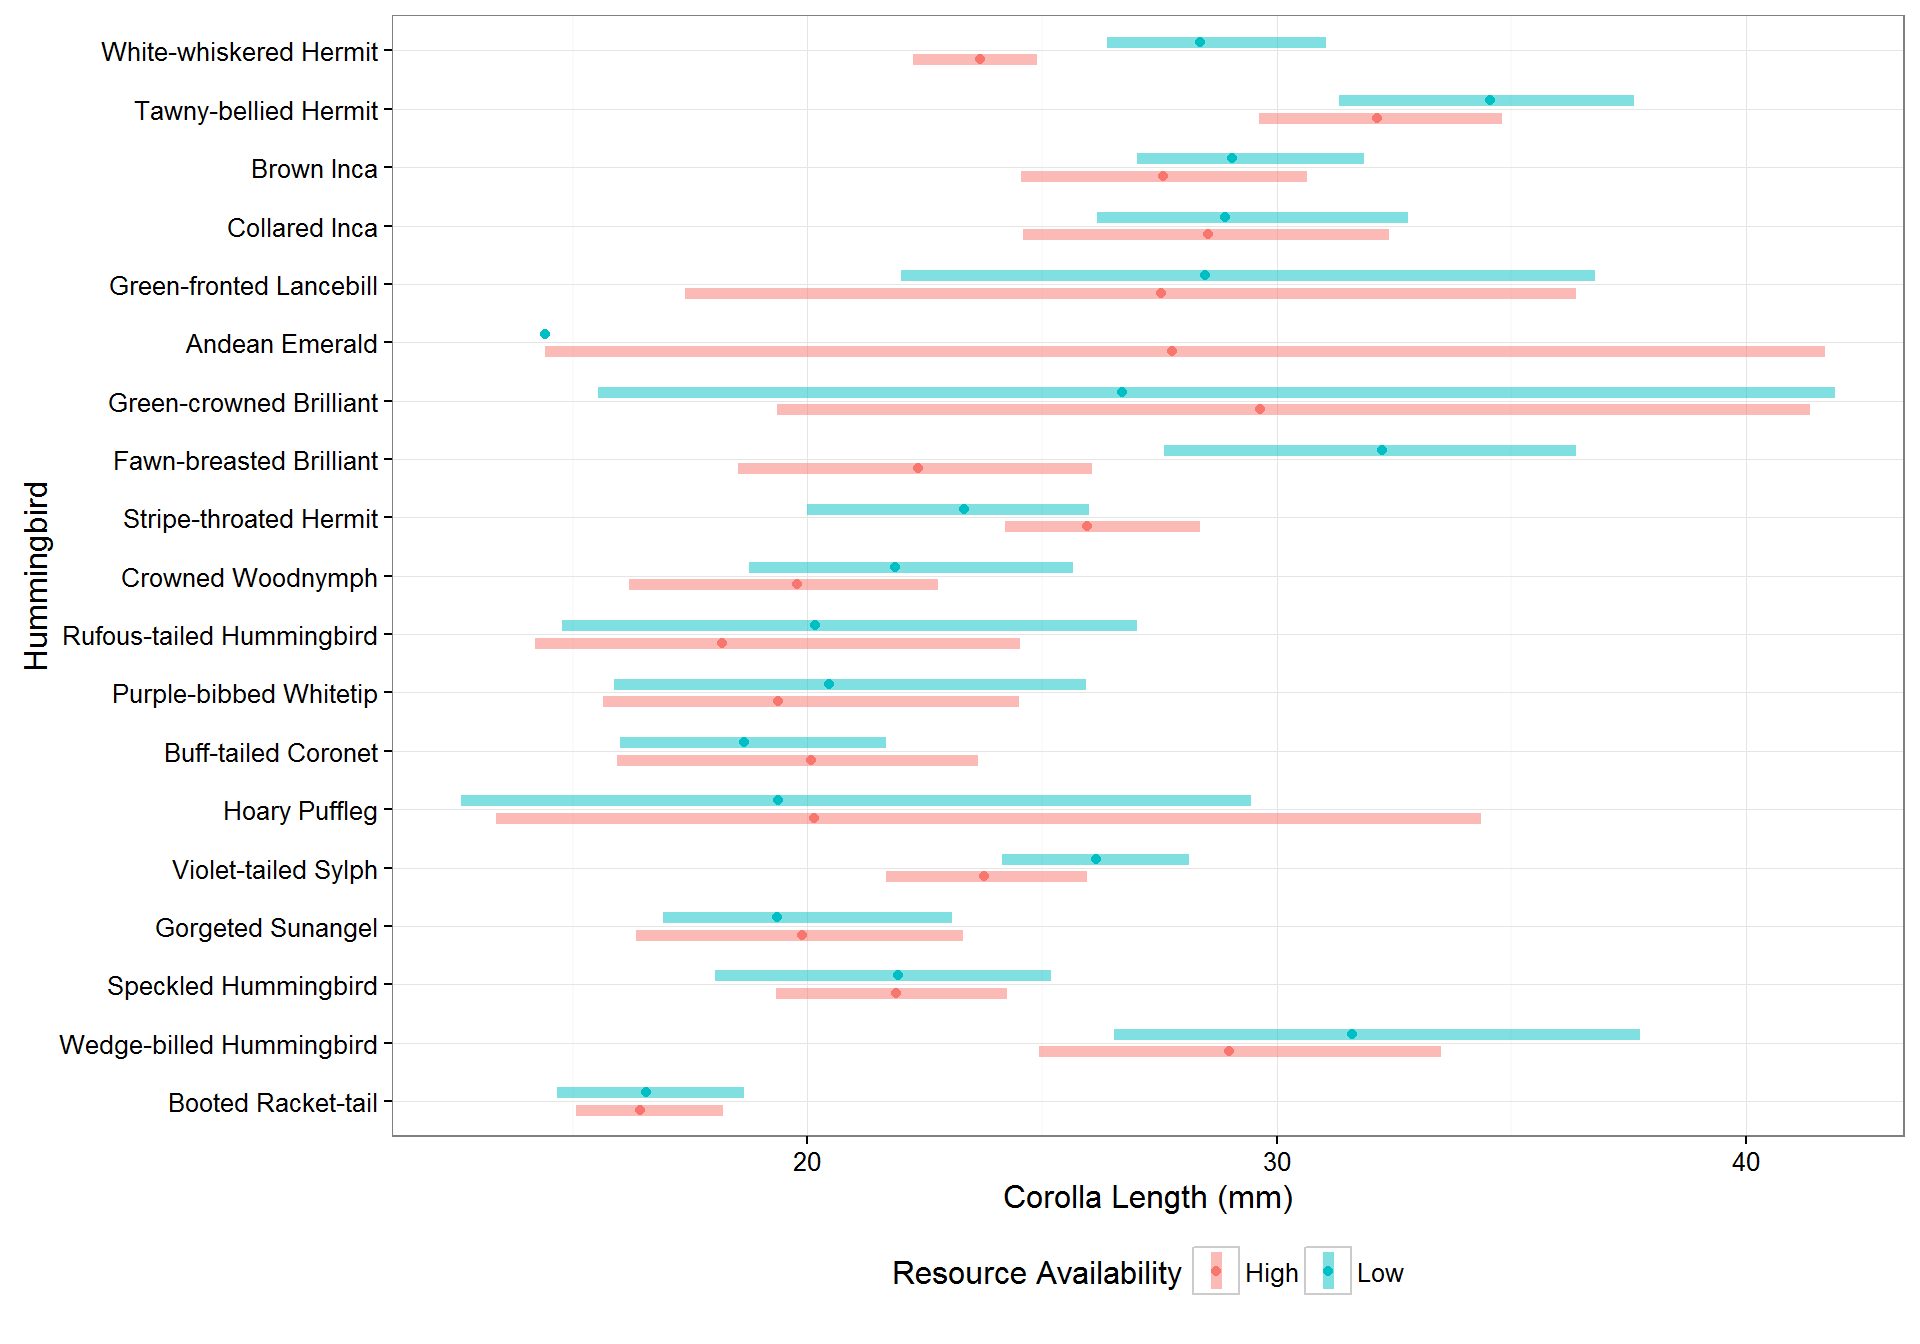 White-whiskered Hermit
Tawny-bellied Hermit
Brown Inca
Collared Inca
Green-fronted Lancebill
Andean Emerald
Green-crowned Brilliant
Fawn-breasted Brilliant
Stripe-throated Hermit
Crowned Woodnymph
Rufous-tailed Hummingbird
Purple-bibbed Whitetip
Buff-tailed Coronet
Hoary Puffleg
Violet-tailed Sylph
Gorgeted Sunangel
Speckled Hummingbird
Wedge-billed Hummingbird
Booted Racket-tail
Hummingbird
20 30 40
Corolla Length (mm)
Resource Availability High Low